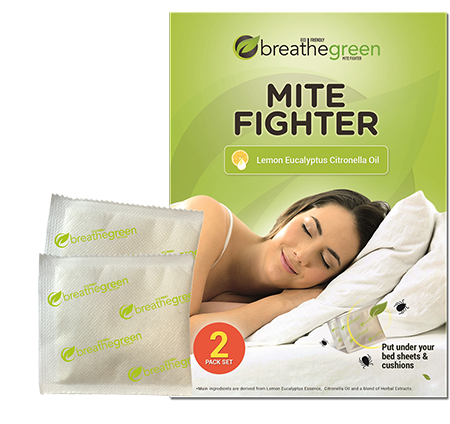 ECO FRIENDLY
breathegreen
MITE FIGHTER
MITE
FIGHTER
Lemon Eucalyptus Citronella Oil
breathegreen
breathegreen
breathegreen
breathegreen
breathegreen
breathegreen
2
PACK SET
Put under your
bed sheets &
cushions
*Main ingredients are derived from Lemon Eucalyptus Essence, Citronella Oil and a blend of Herbal Extracts.